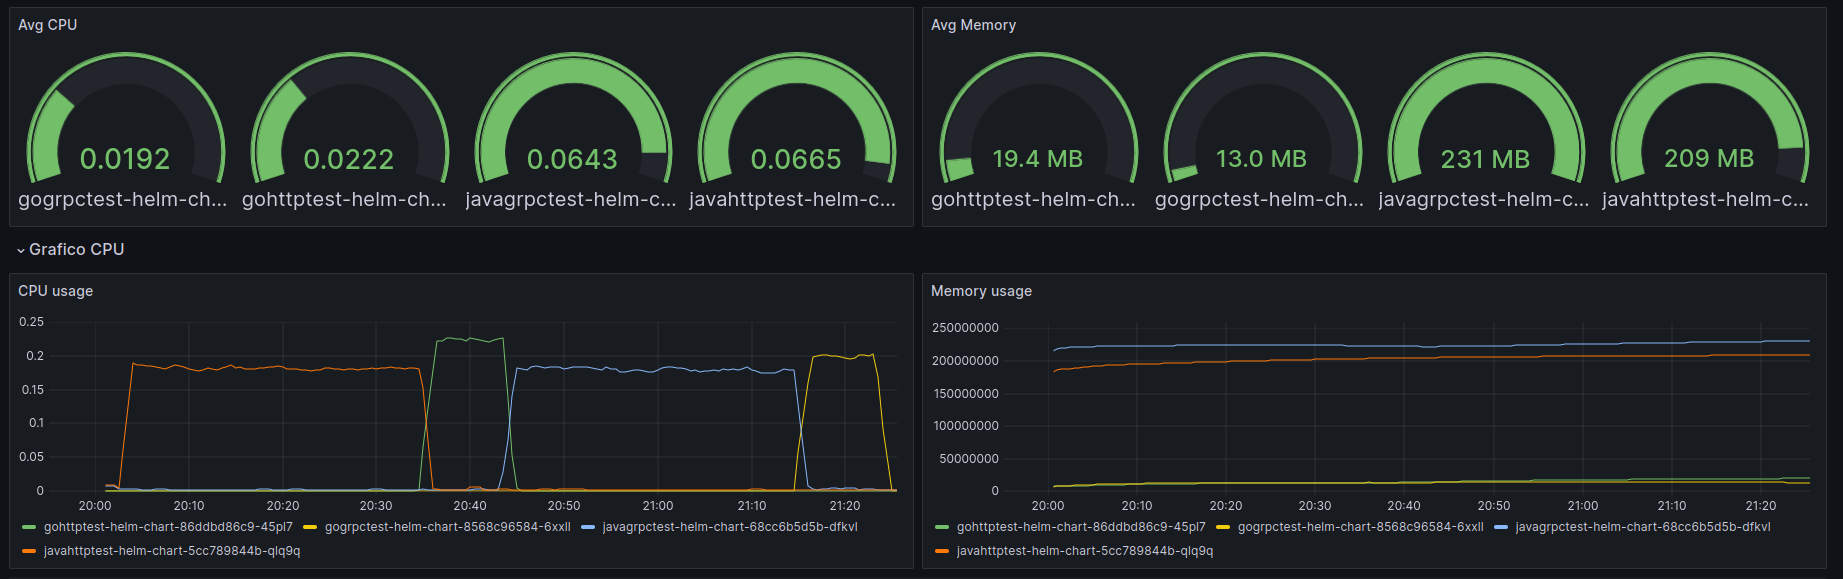 Avg CPU
0.0192
gogrpctest-helm-ch...
0.0222
gohttptest-helm-ch...
0.0643
javagrpctest-helm-c...
0.0665
javahttptest-helm-c...
Avg Memory
19.4 MB
gohttptest-helm-ch...
13.0 MB
gogrpctest-helm-ch...
231 MB
javagrpctest-helm-c...
209 MB
javahttptest-helm-c...
Grafico CPU
CPU usage
0.25
0.2
0.15
0.1
0.05
0
20:00 20:10 20:20 20:30 20:40 20:50 21:00 21:10 21:20
gohttptest-helm-chart-86ddbd86c9-45pl7 gogrpctest-helm-chart-8568c96584-6xxll javagrpctest-helm-chart-68cc6b5d5b-dfkvl
javahttptest-helm-chart-5cc789844b-qlq9q
Memory usage
250000000
200000000
150000000
100000000
50000000
0
20:00 20:10 20:20 20:30 20:40 20:50 21:00 21:10 21:20
gohttptest-helm-chart-86ddbd86c9-45pl7 gogrpctest-helm-chart-8568c96584-6xxll javagrpctest-helm-chart-68cc6b5d5b-dfkvl
javahttptest-helm-chart-5cc789844b-qlq9q